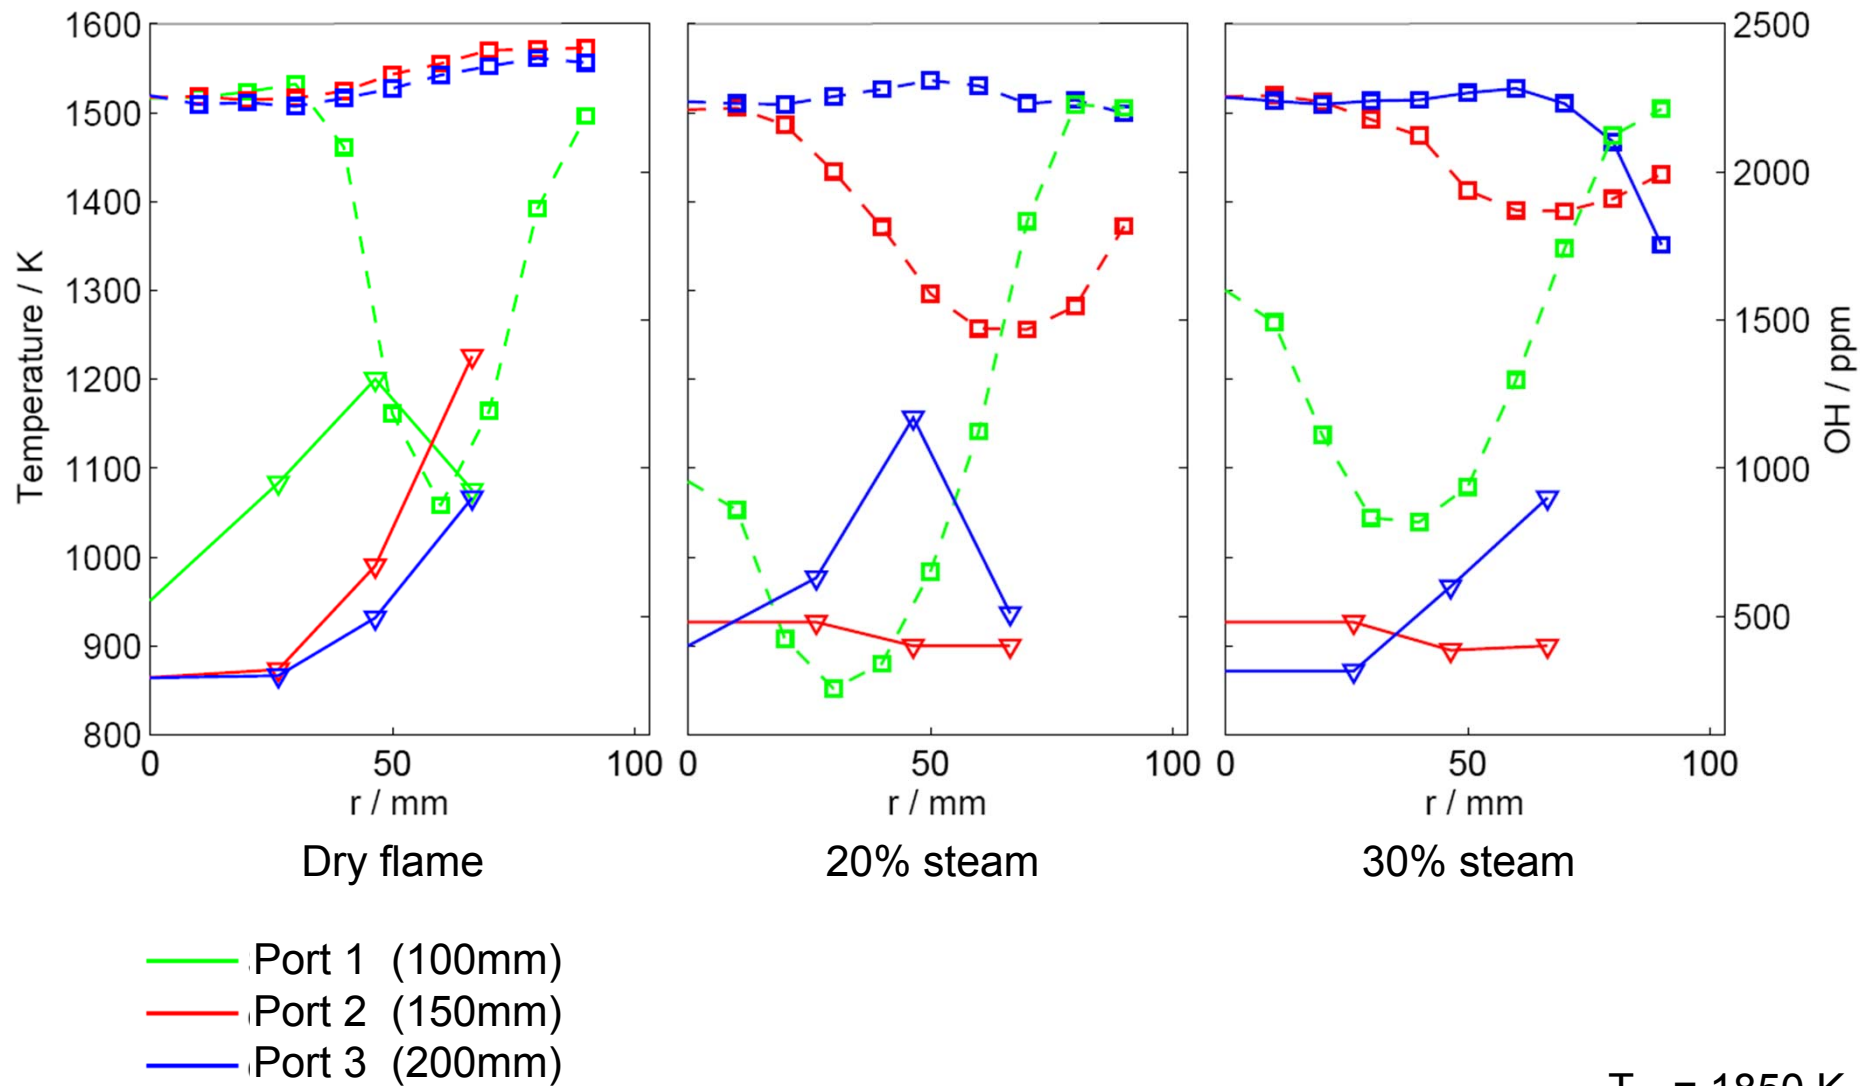 1600
1500
1400
1300
1200
1100
1000
900
800
Temperature / K
2500
2000
1500
1000
500
OH / ppm
0 50 100 0 50 100 0 50 100
r / mm r / mm r / mm
Dry flame 20% steam 30% steam
Port 1 (100mm)
Port 2 (150mm)
Port 3 (200mm)
= 1850 K